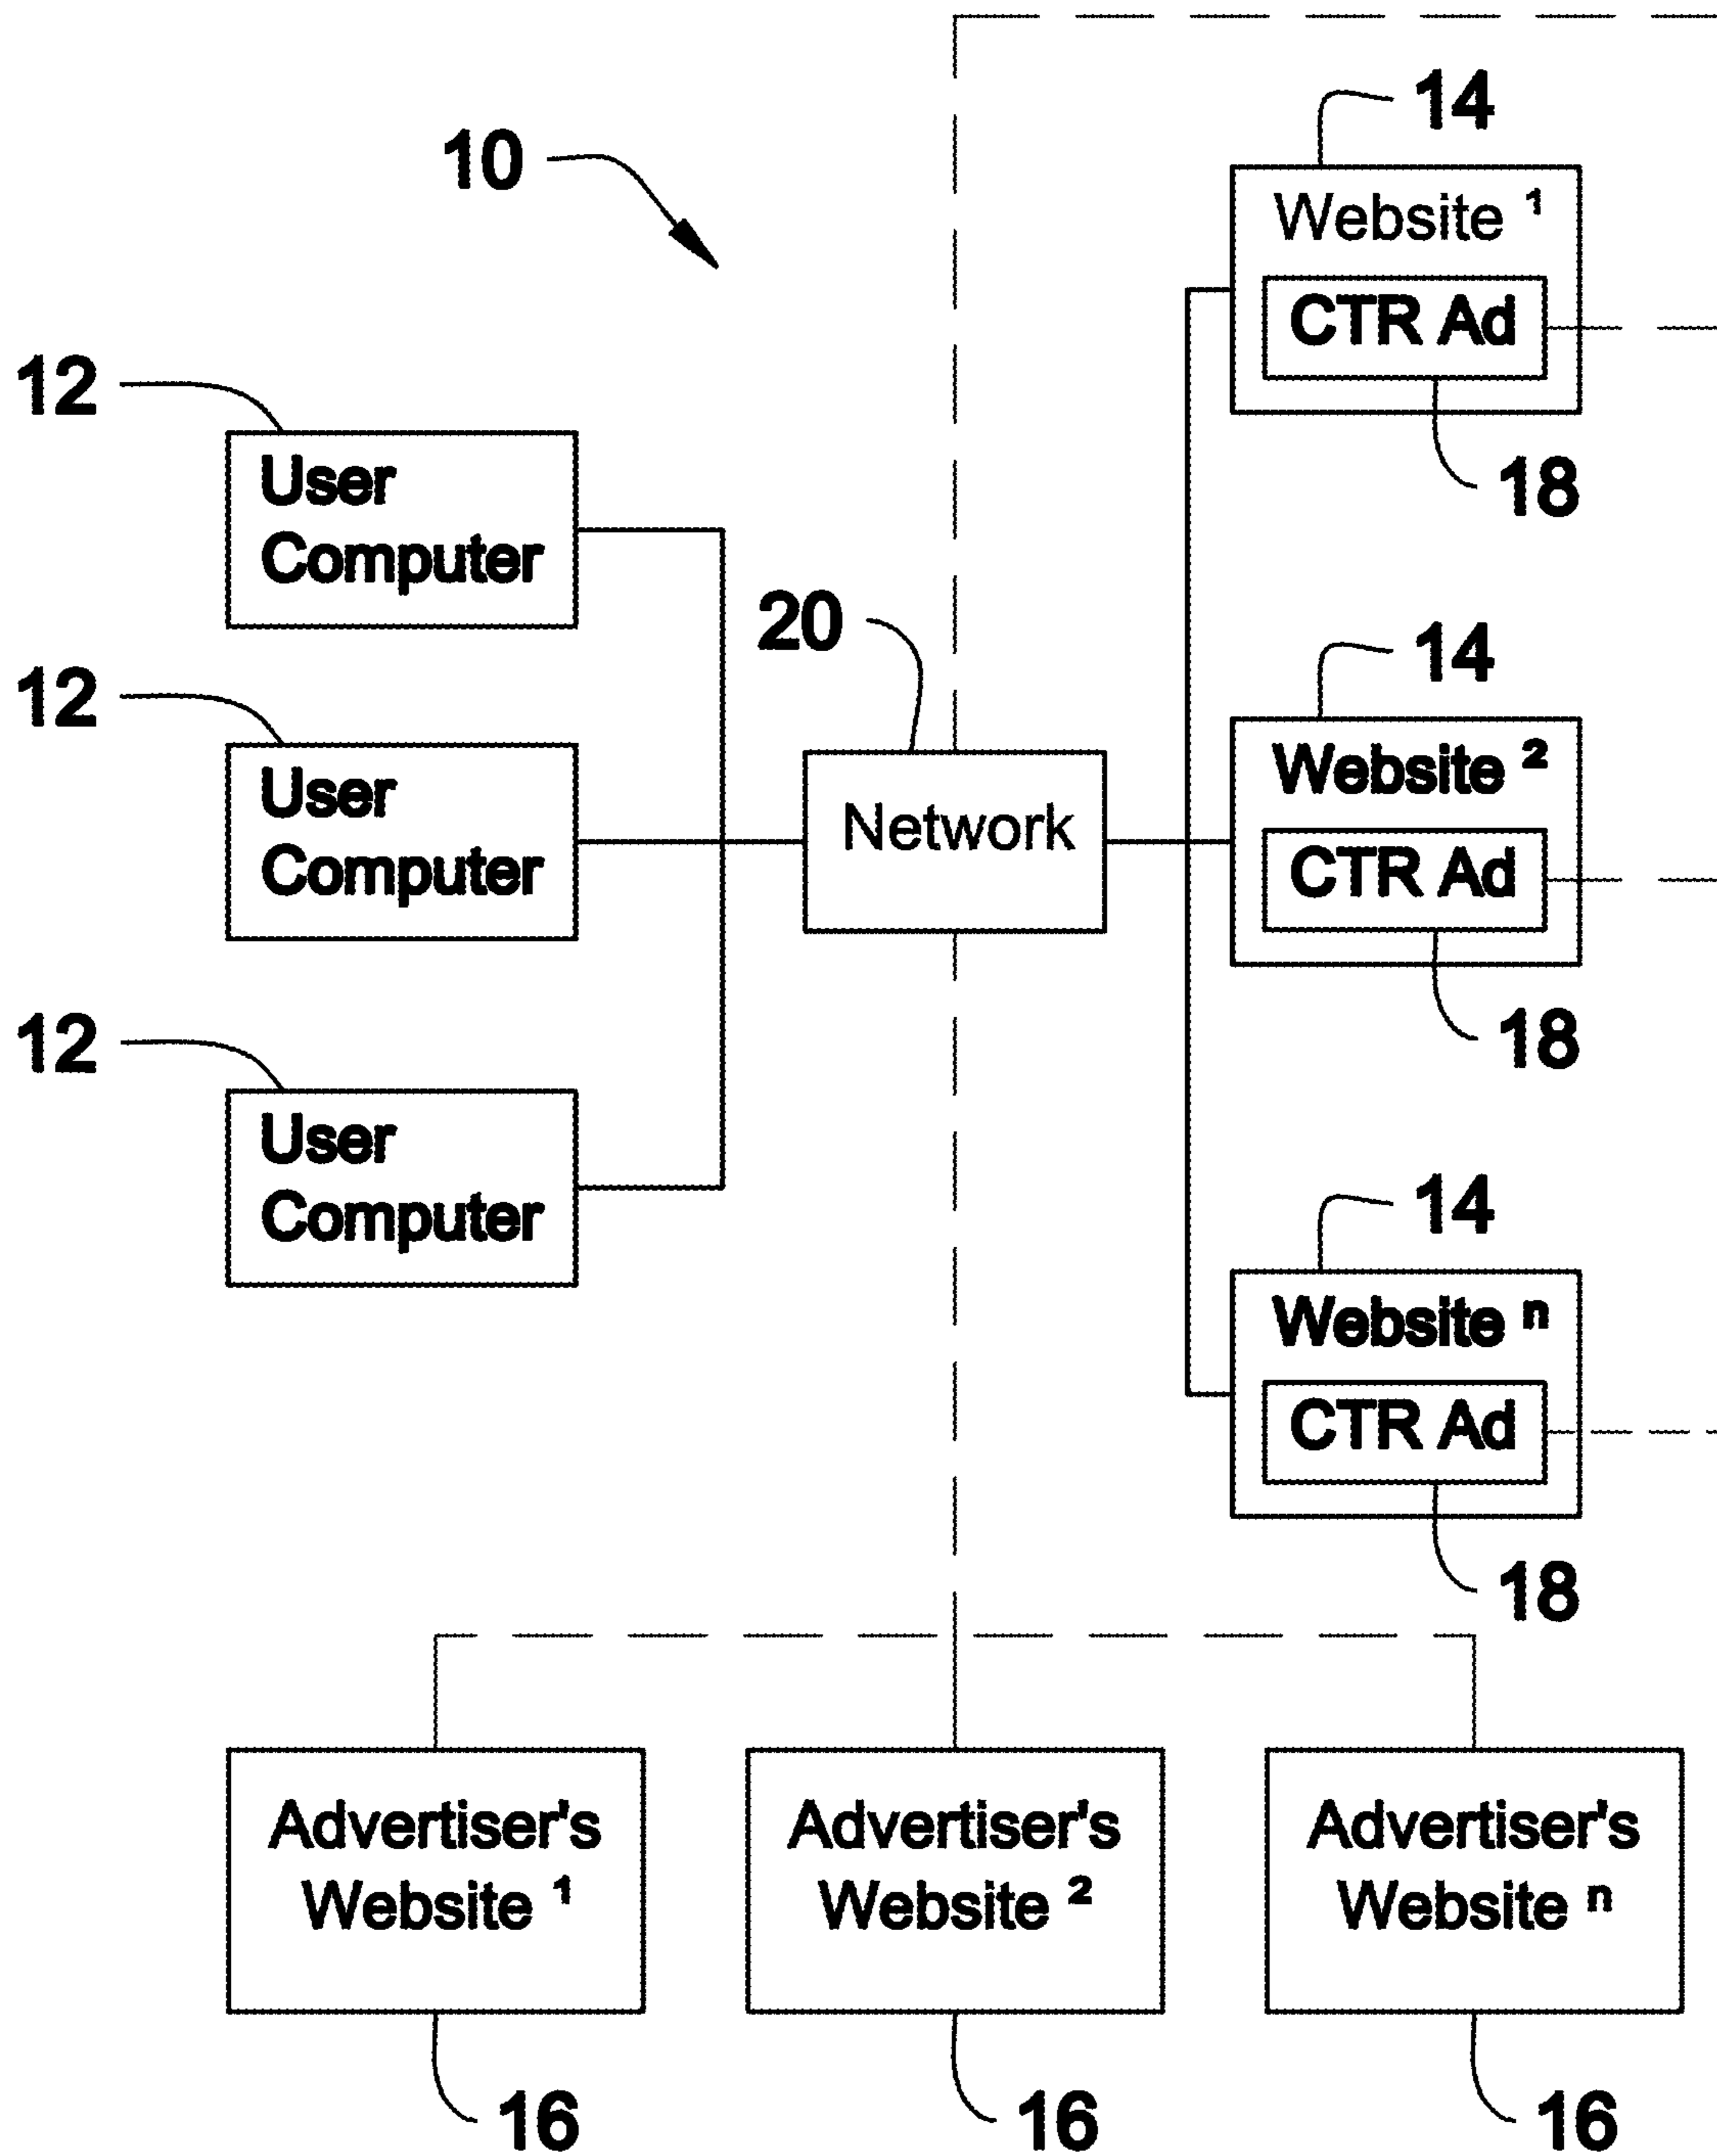 10
14
Website ¹
CTR Ad
18
12
User
Computer
20
Network
14
Website ²
CTR Ad
18
12
User
Computer
12
User
Computer
14
Website ⁿ
CTR Ad
18
Advertiser's
Website ¹
16
Advertiser's
Website ²
16
Advertiser's
Website ⁿ
16